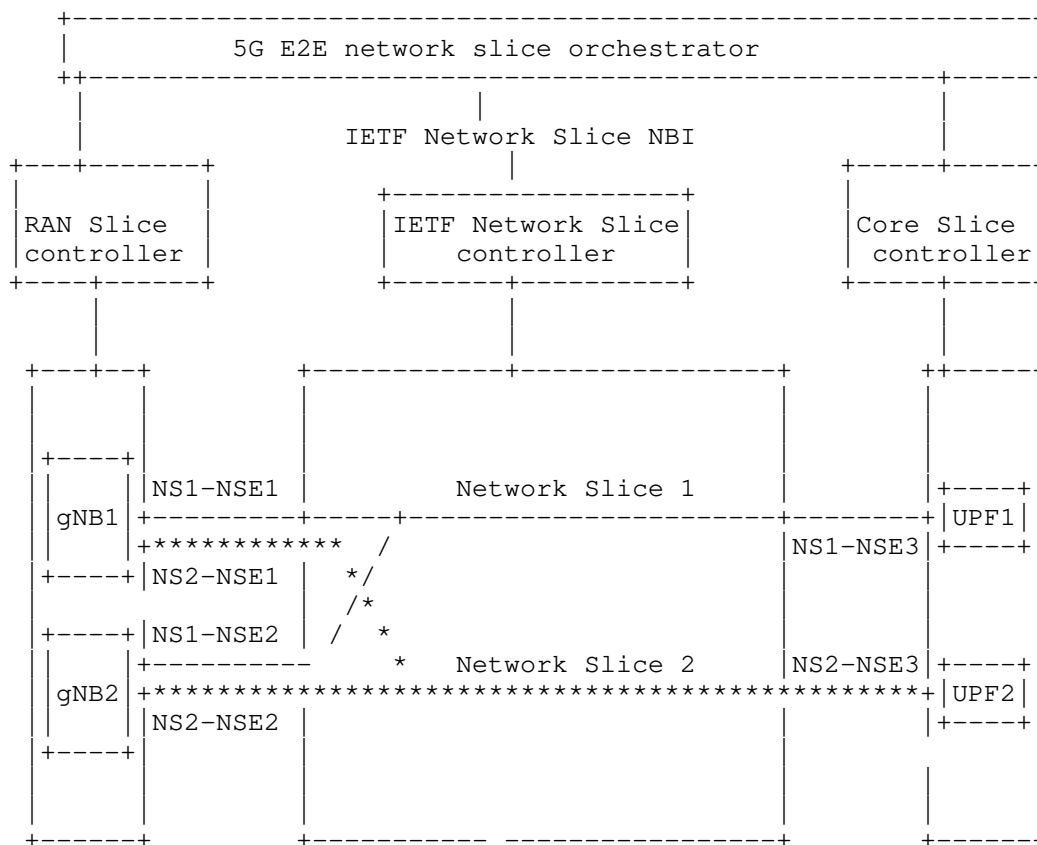 5G E2E network slice orchestrator
IETF Network Slice NBI
RAN Slice IETF Network Slice Core Slice
controller controller controller
NS1-NSE1 Network Slice 1
gNB1 UPF1
NS1-NSE3
NS2-NSE1
NS1-NSE2
Network Slice 2 NS2-NSE3
gNB2 UPF2
NS2-NSE2